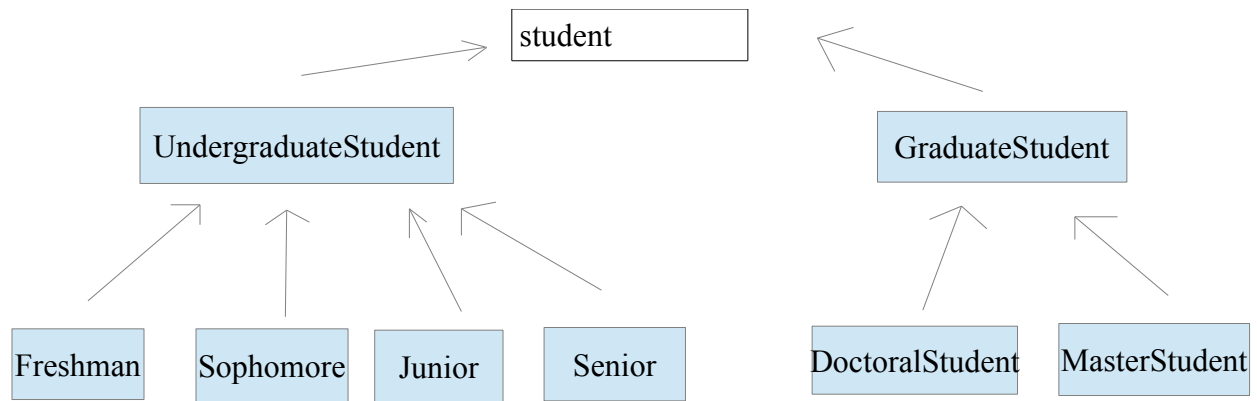 student
UndergraduateStudent
GraduateStudent
Freshman
Sophomore
Junior
Senior
DoctoralStudent
MasterStudent